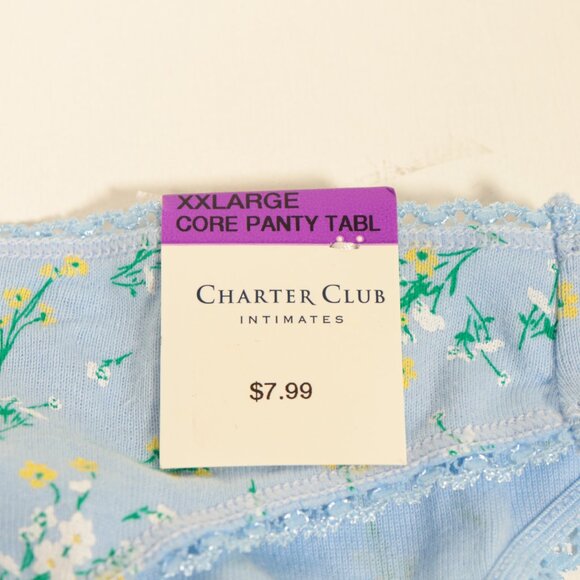 XXLARGE
CORE PANTY TABL
CHARTER CLUB
INTIMATES
$7.99